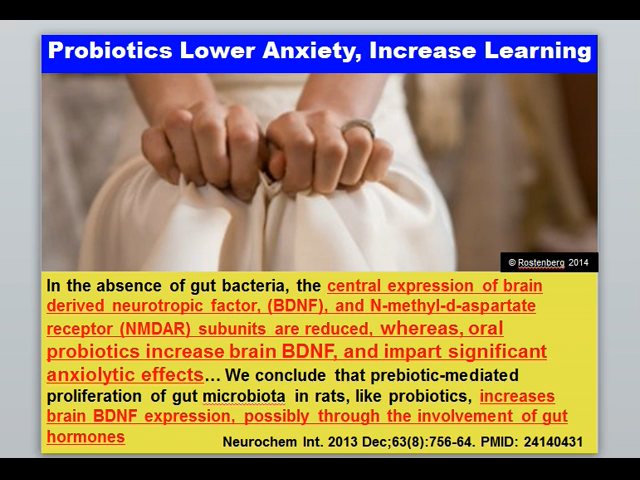 Probiotics Lower Anxiety, Increase Learning
© Rostenberg 2014
In the absence of gut bacteria, the central expression of brain
derived neurotropic factor, (BDNF), and N-methyl-d-aspartate
receptor (NMDAR) subunits are reduced, whereas, oral
probiotics increase brain BDNF, and impart significant
anxiolytic effects... We conclude that prebiotic-mediated
proliferation of gut microbiota in rats, like probiotics, increases
brain BDNF expression, possibly through the involvement of gut
hormones
Neurochem Int. 2013 Dec;63(8):756-64. PMID: 24140431